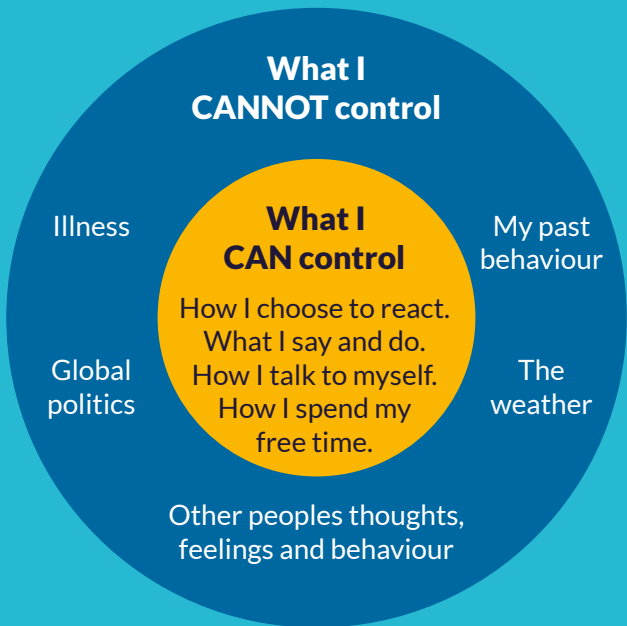 What I
CANNOT control
Illness
My past
behaviour
What I
CAN control
How I choose to react.
What I say and do.
How I talk to myself.
How I spend my
free time.
Global
politics
The
weather
Other peoples thoughts,
feelings and behaviour